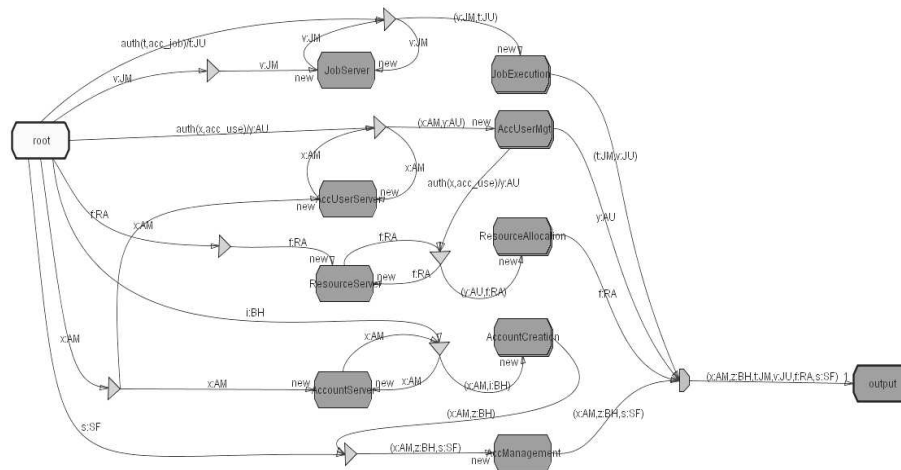 (v:JM,t:JU)
auth(t,acc_job)/t:JU
v:JM
v:JM
new
v:JM
v:JM
JobServer
new
new
JobExecution
root
auth(x,acc_use)/y:AU
(x:AM,y:AU)
new
AccUserMgt
(t:JM,v:JU)
x:AM
x:AM
auth(x,acc_use)/y:AU
AccUserServer
new
new
x:AM
f:RA
y:AU
f:RA
f:RA
ResourceAllocation
new
f:RA
new
ResourceServer
new
(y:AU,f:RA)
f:RA
i:BH
x:AM
x:AM
AccountCreation
new
x:AM
new
AccountServer
new
x:AM
(x:AM,i:BH)
(x:AM,z:BH,t:JM,v:JU,f:RA,s:SF)
1
output
s:SF
(x:AM,z:BH)
(x:AM,z:BH,s:SF)
(x:AM,z:BH,s:SF)
new
AccManagement